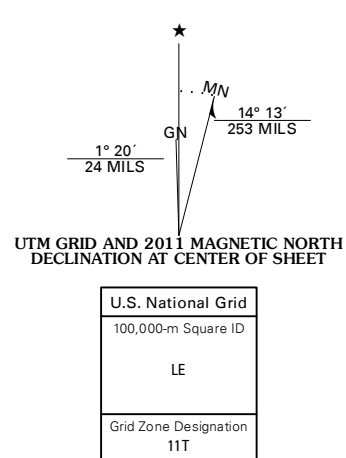 ★
MN
GN
14° 13´
253 MILS
1° 20´
24 MILS
UTM GRID AND 2011 MAGNETIC NORTH
DECLINATION AT CENTER OF SHEET
U.S. National Grid
100,000-m Square ID
LE
Grid Zone Designation
11T